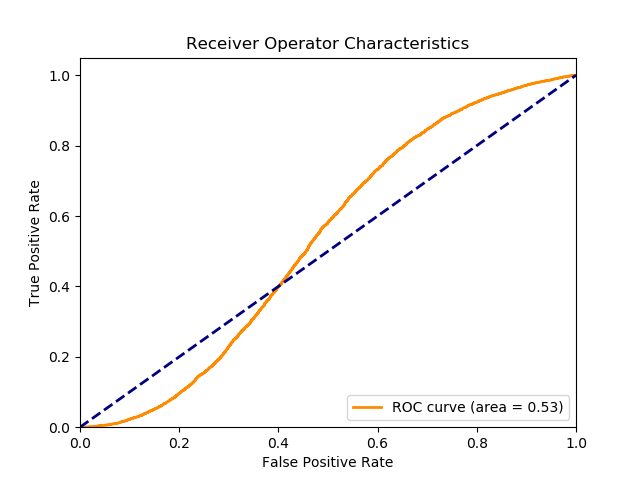 Receiver Operator Characteristics
True Positive Rate
1.0
0.8
0.6
0.4
0.2
0.0
ROC curve (area = 0.53)
0.0 0.2 0.4 0.6 0.8 1.0
False Positive Rate